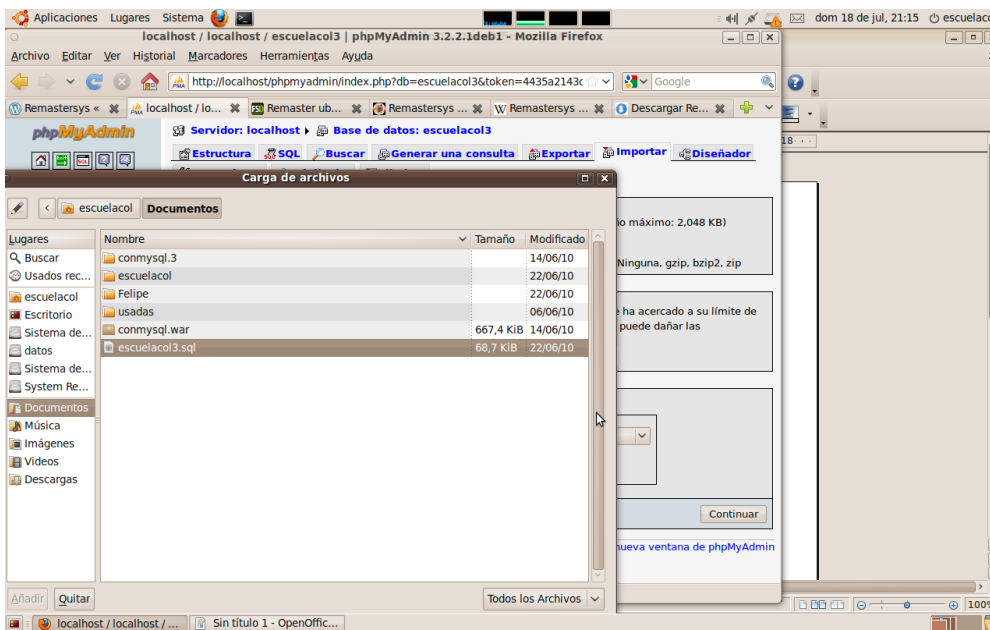 Aplicaciones Lugares Sistema dom 18 de jul, 21:15 escuelaco
localhost / localhost / escuelacol3 | phpMyAdmin 3.2.2.1deb1 - Mozilla Firefox
Archivo Editar Ver Historial Marcadores Herramientas Ayuda
http://localhost/phpmyadmin/index.php?db=escuelacol3&token=4435a2143c Google
Remastersys « localhost / lo... Remaster ub... Remastersys ... Remastersys ... Descargar Re...
phpMyAdmin Servidor: localhost Base de datos: escuelacol3
Estructura SQL Buscar Generar una consulta Exportar Importar Diseñador
18
Carga de archivos
escuelacol Documentos
ño máximo: 2,048 KB)
Lugares Nombre Tamaño Modificado
Buscar conmysql.3 14/06/10
Ninguna, gzip, bzip2, zip
Usados rec... escuelacol 22/06/10
escuelacol Felipe 22/06/10
Escritorio usadas 06/06/10
e ha acercado a su límite de
Sistema de... conmysql.war 667,4 KiB 14/06/10
puede dañar las
datos escuelacol3.sql 68,7 KiB 22/06/10
Sistema de...
System Re...
Documentos
Música
Imágenes
Videos
Descargas
Continuar
nueva ventana de phpMyAdmin
Añadir Quitar Todos los Archivos
100%
localhost / localhost / ... Sin título 1 - OpenOffic...